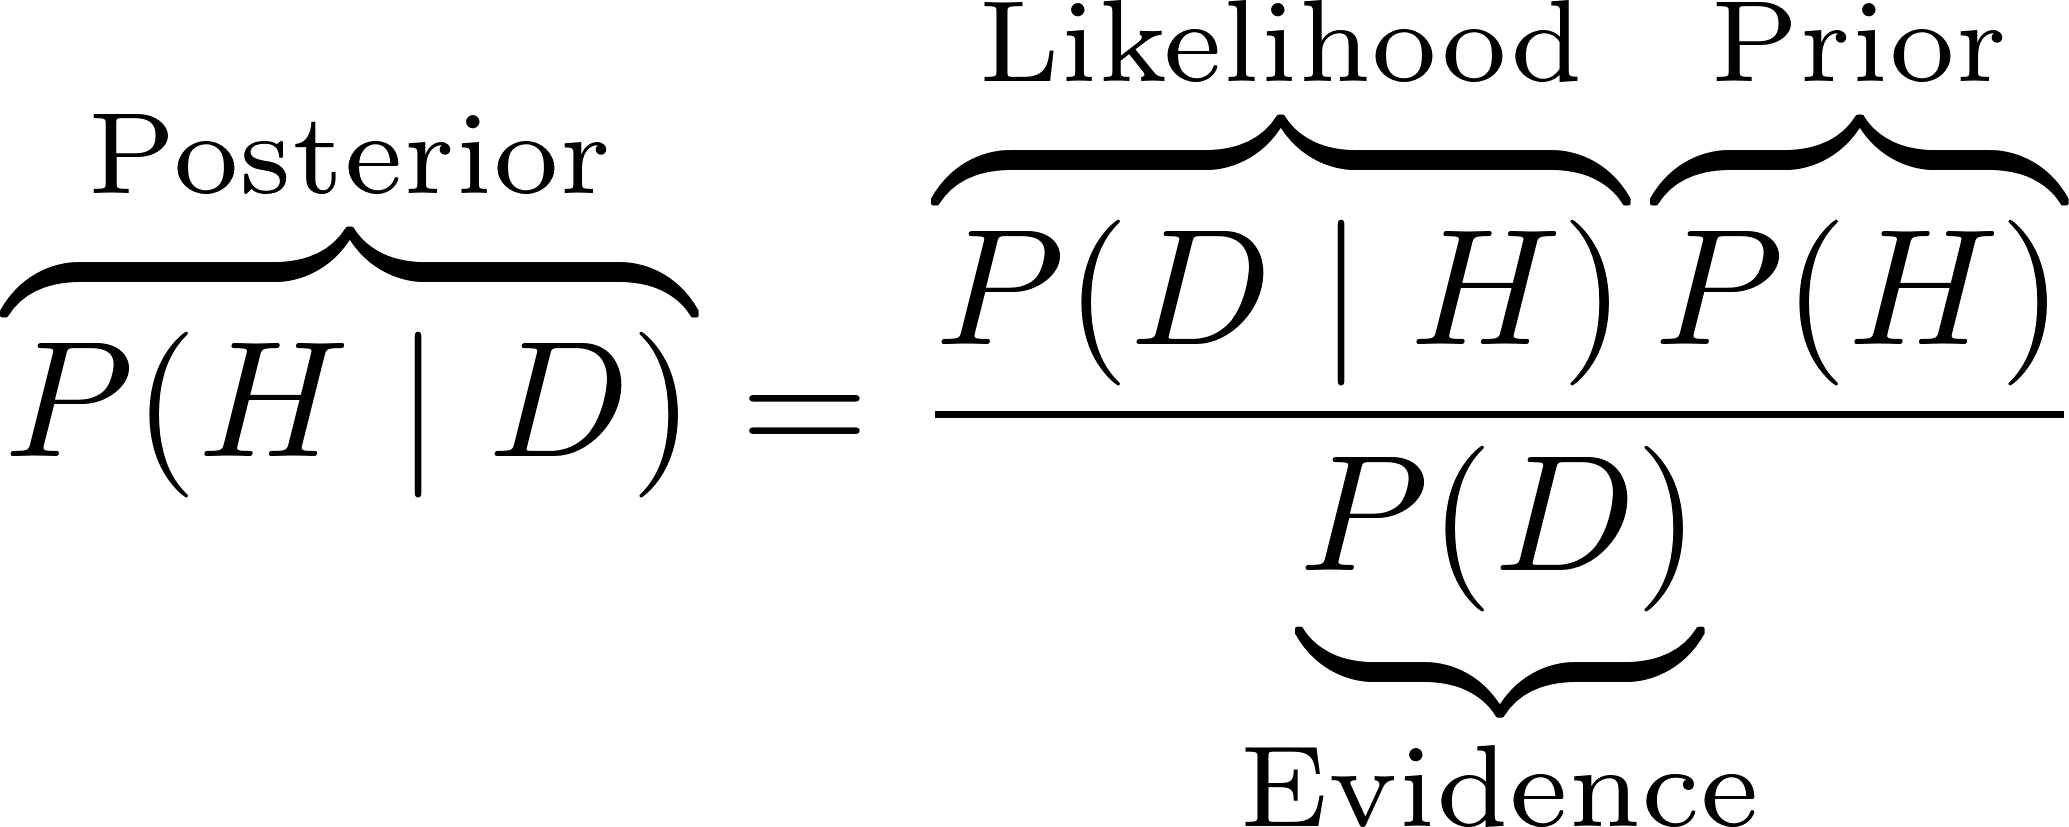 Likelihood Prior
Posterior
P(D | H) P(H)
P(H | D) =
P(D)
Evidence